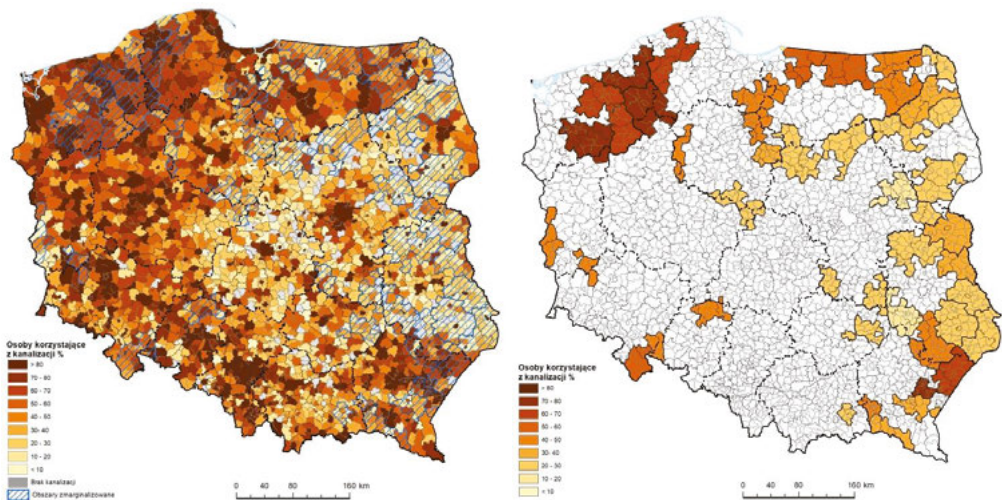 Osoby korzystające
z kanalizacji %
> 80
70 - 80
60 - 70
50 - 60
40 - 50
30- 40
20 - 30
10 - 20
< 10
Brak kanalizacji
Obszary zmarginalizowane
0 40 80 160 km
Osoby korzystające
z kanalizacji %
> 80
70 - 80
60 - 70
50 - 60
40 - 50
30- 40
20 - 30
10 - 20
< 10
0 40 80 160 km